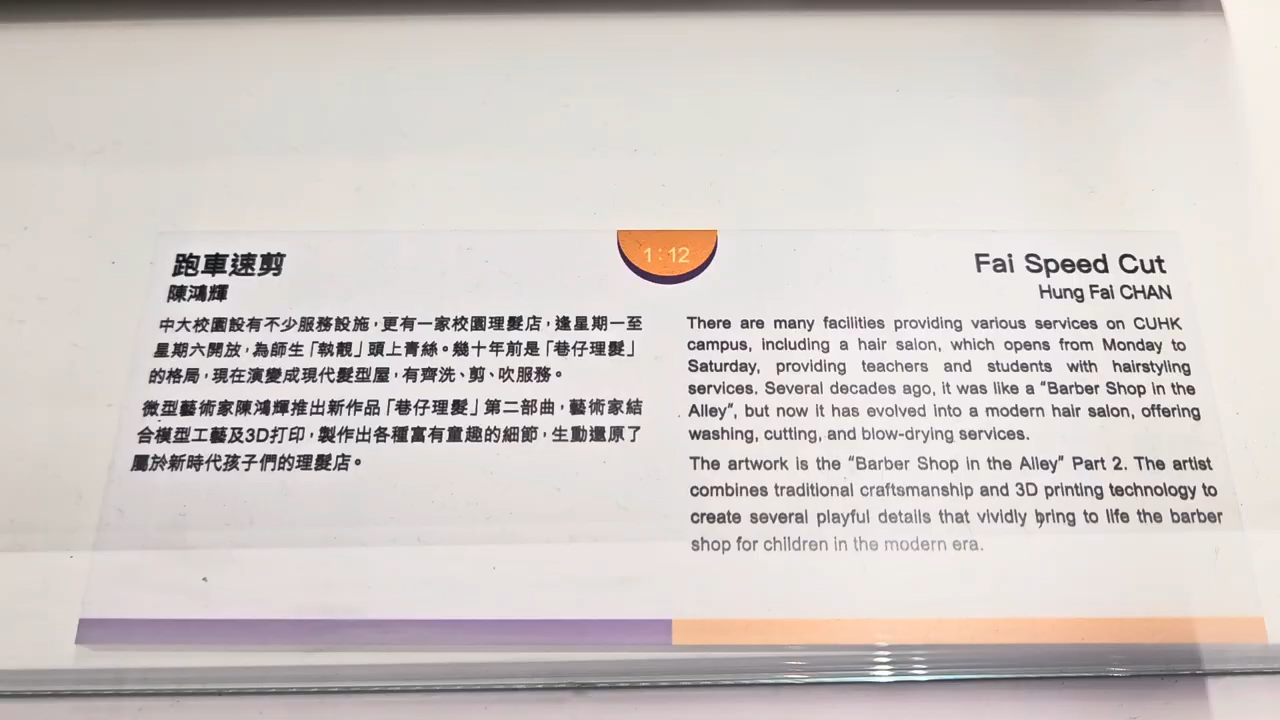 1:12
跑車速剪
陳鴻輝
中大校園設有不少服務設施，更有一家校園理髮店，逢星期一至
星期六開放，為師生「執靚」頭上青絲。幾十年前是「巷仔理髮」
的格局，現在演變成現代髮型屋，有齊洗、剪、吹服務。
微型藝術家陳鴻輝推出新作品「巷仔理髮」第二部曲，藝術家結
合模型工藝及3D打印，製作出各種富有童趣的細節，生動還原了
屬於新時代孩子們的理髮店。
Fai Speed Cut
Hung Fai CHAN
There are many facilities providing various services on CUHK
campus, including a hair salon, which opens from Monday to
Saturday, providing teachers and students with hairstyling
services. Several decades ago, it was like a “Barber Shop in the
Alley”, but now it has evolved into a modern hair salon, offering
washing, cutting, and blow-drying services.
The artwork is the “Barber Shop in the Alley” Part 2. The artist
combines traditional craftsmanship and 3D printing technology to
create several playful details that vividly bring to life the barber
shop for children in the modern era.